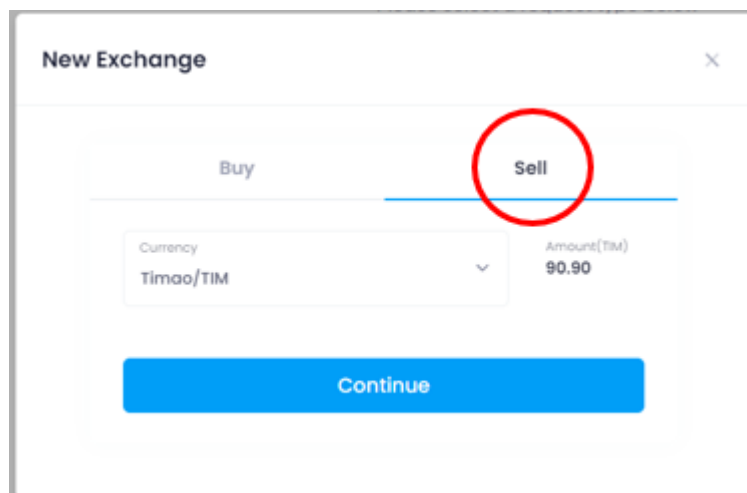 New Exchange
Buy
Sell
Currency
Timao/TIM
Amount(TIM)
90.90
Continue